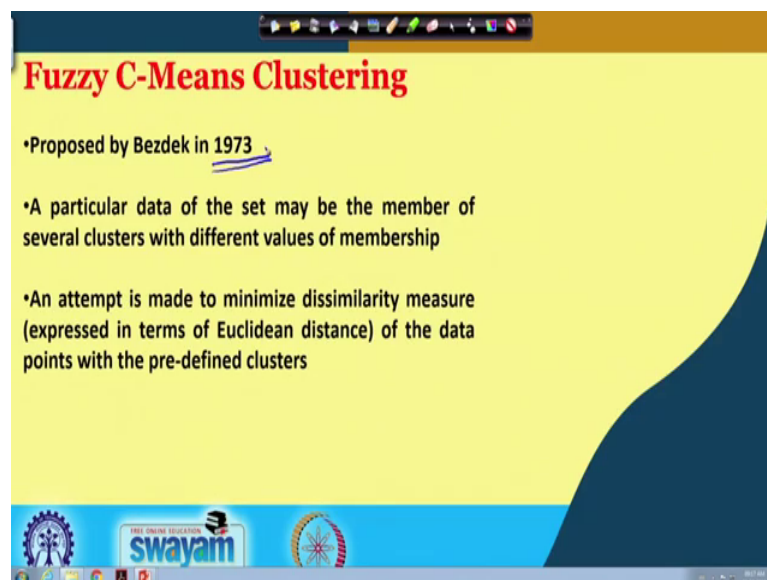 Fuzzy C-Means Clustering
•Proposed by Bezdek in 1973
•A particular data of the set may be the member of
several clusters with different values of membership
•An attempt is made to minimize dissimilarity measure
(expressed in terms of Euclidean distance) of the data
points with the pre-defined clusters
FREE ONLINE EDUCATION
swayam